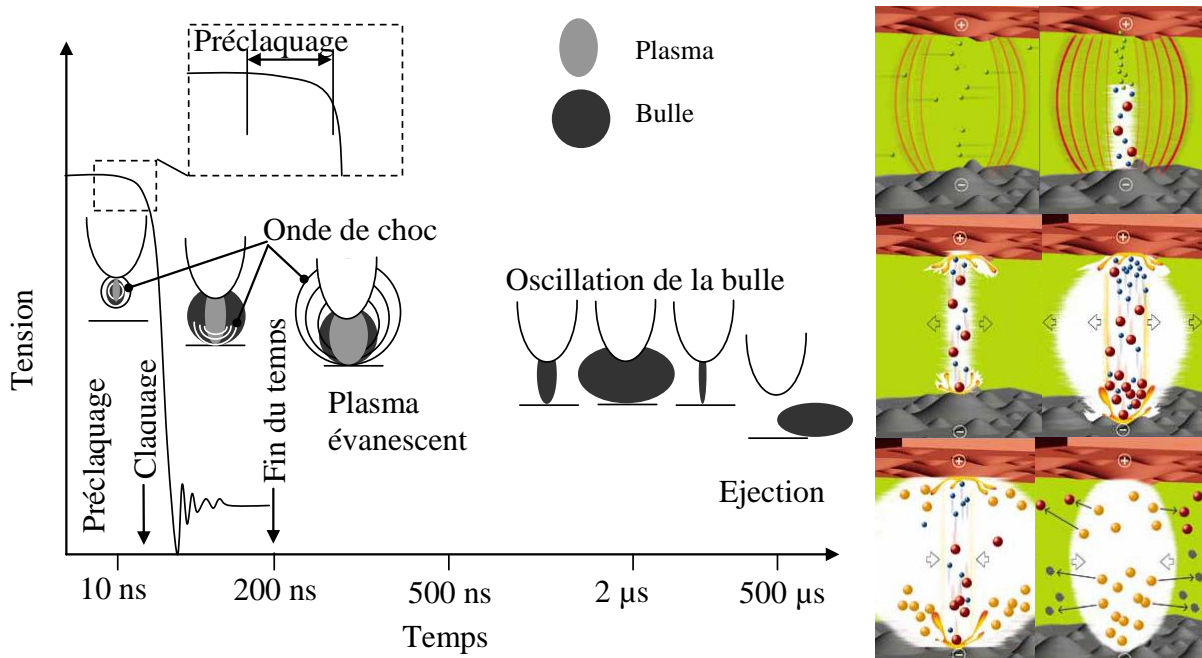 Préclaquage
Plasma
Bulle
Onde de choc
Oscillation de la bulle
Tension
Préclaquage
Claquage
Fin du temps
Plasma
évanescent
Ejection
10 ns
200 ns
500 ns
2 µs
500 µs
Temps
+
+
−
−
+
+
−
−
+
+
−
−